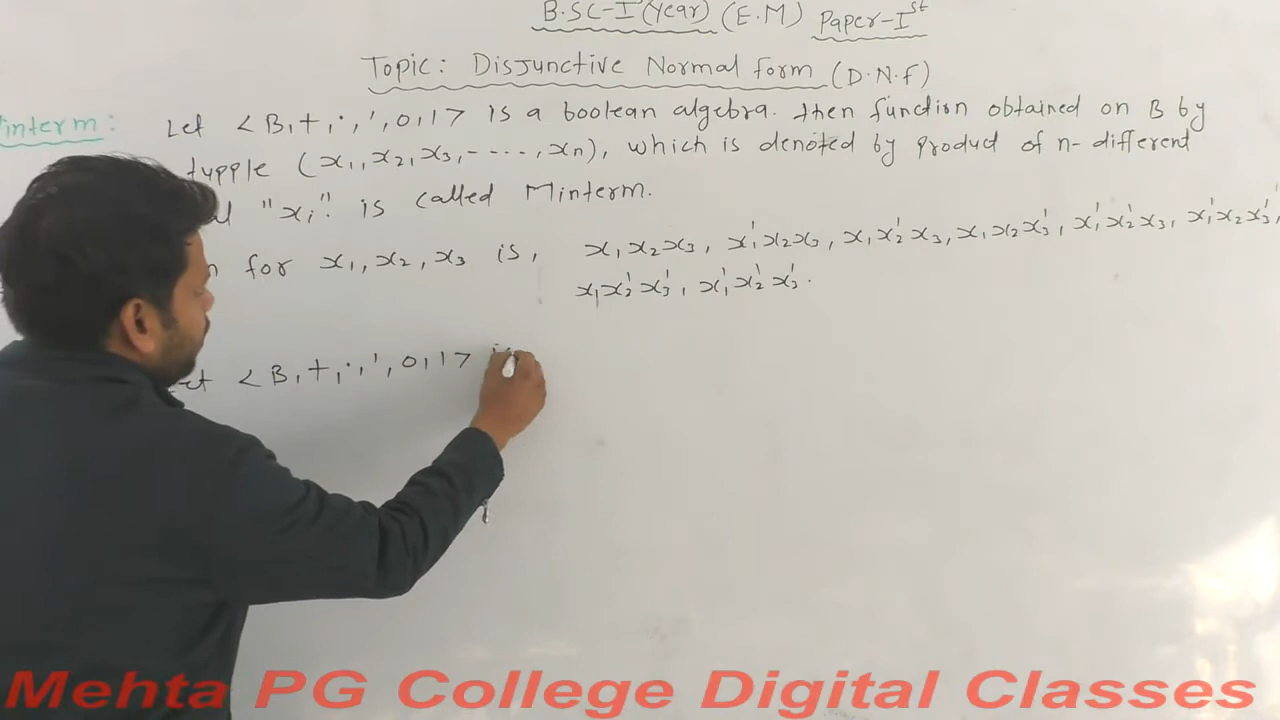 B.SC-I (Year) (E.M) Paper-I st
Topic: Disjunctive Normal form (D.N.F)
interm: Let <B,+,·,',0,1> is a boolean algebra. then function obtained on B by
tupple (x₁,x₂,x₃,-----,xn), which is denoted by product of n-different
"xi" is called Minterm.
for x₁,x₂,x₃ is, x₁x₂x₃, x₁'x₂x₃, x₁x₂'x₃, x₁x₂x₃', x₁'x₂'x₃, x₁'x₂x₃',
x₁x₂'x₃', x₁'x₂'x₃'.
<B,+,·,',0,1>
Mehta PG College Digital Classes